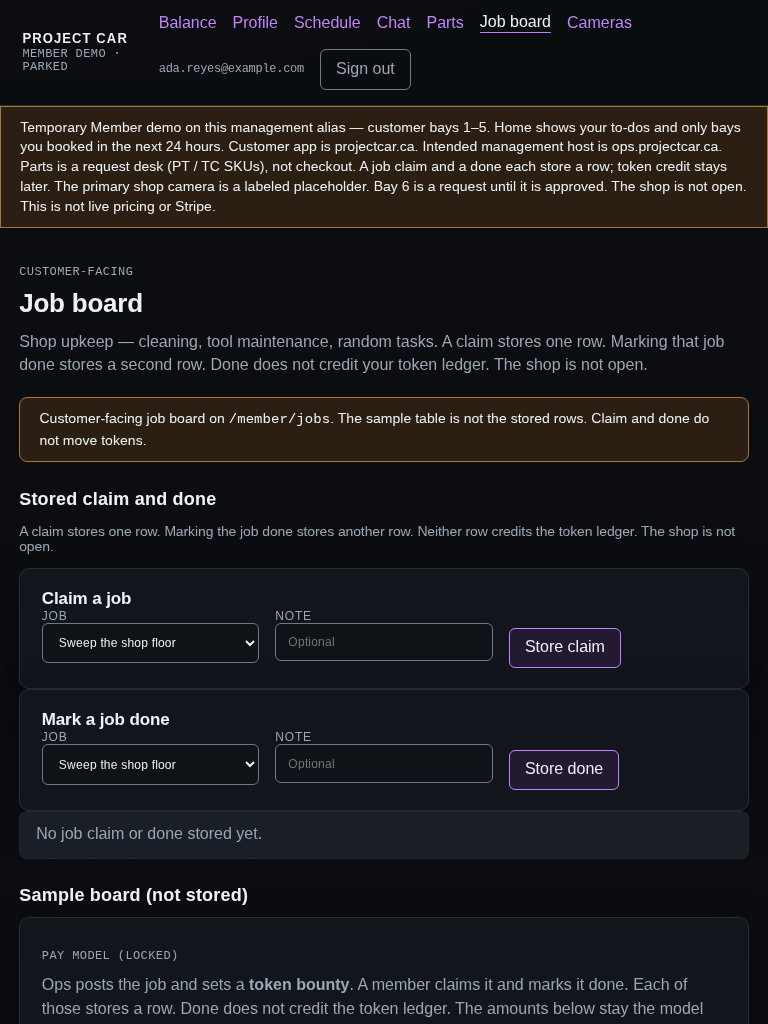 PROJECT CAR
MEMBER DEMO ·
PARKED
Balance Profile Schedule Chat Parts Job board Cameras
ada.reyes@example.com Sign out
Temporary Member demo on this management alias — customer bays 1–5. Home shows your to-dos and only bays
you booked in the next 24 hours. Customer app is projectcar.ca. Intended management host is ops.projectcar.ca.
Parts is a request desk (PT / TC SKUs), not checkout. A job claim and a done each store a row; token credit stays
later. The primary shop camera is a labeled placeholder. Bay 6 is a request until it is approved. The shop is not open.
This is not live pricing or Stripe.
CUSTOMER-FACING
Job board
Shop upkeep — cleaning, tool maintenance, random tasks. A claim stores one row. Marking that job
done stores a second row. Done does not credit your token ledger. The shop is not open.
Customer-facing job board on /member/jobs. The sample table is not the stored rows. Claim and done do
not move tokens.
Stored claim and done
A claim stores one row. Marking the job done stores another row. Neither row credits the token ledger. The shop is not
open.
Claim a job
JOB NOTE
Sweep the shop floor Optional Store claim
Mark a job done
JOB NOTE
Sweep the shop floor Optional Store done
No job claim or done stored yet.
Sample board (not stored)
PAY MODEL (LOCKED)
Ops posts the job and sets a token bounty. A member claims it and marks it done. Each of
those stores a row. Done does not credit the token ledger. The amounts below stay the model